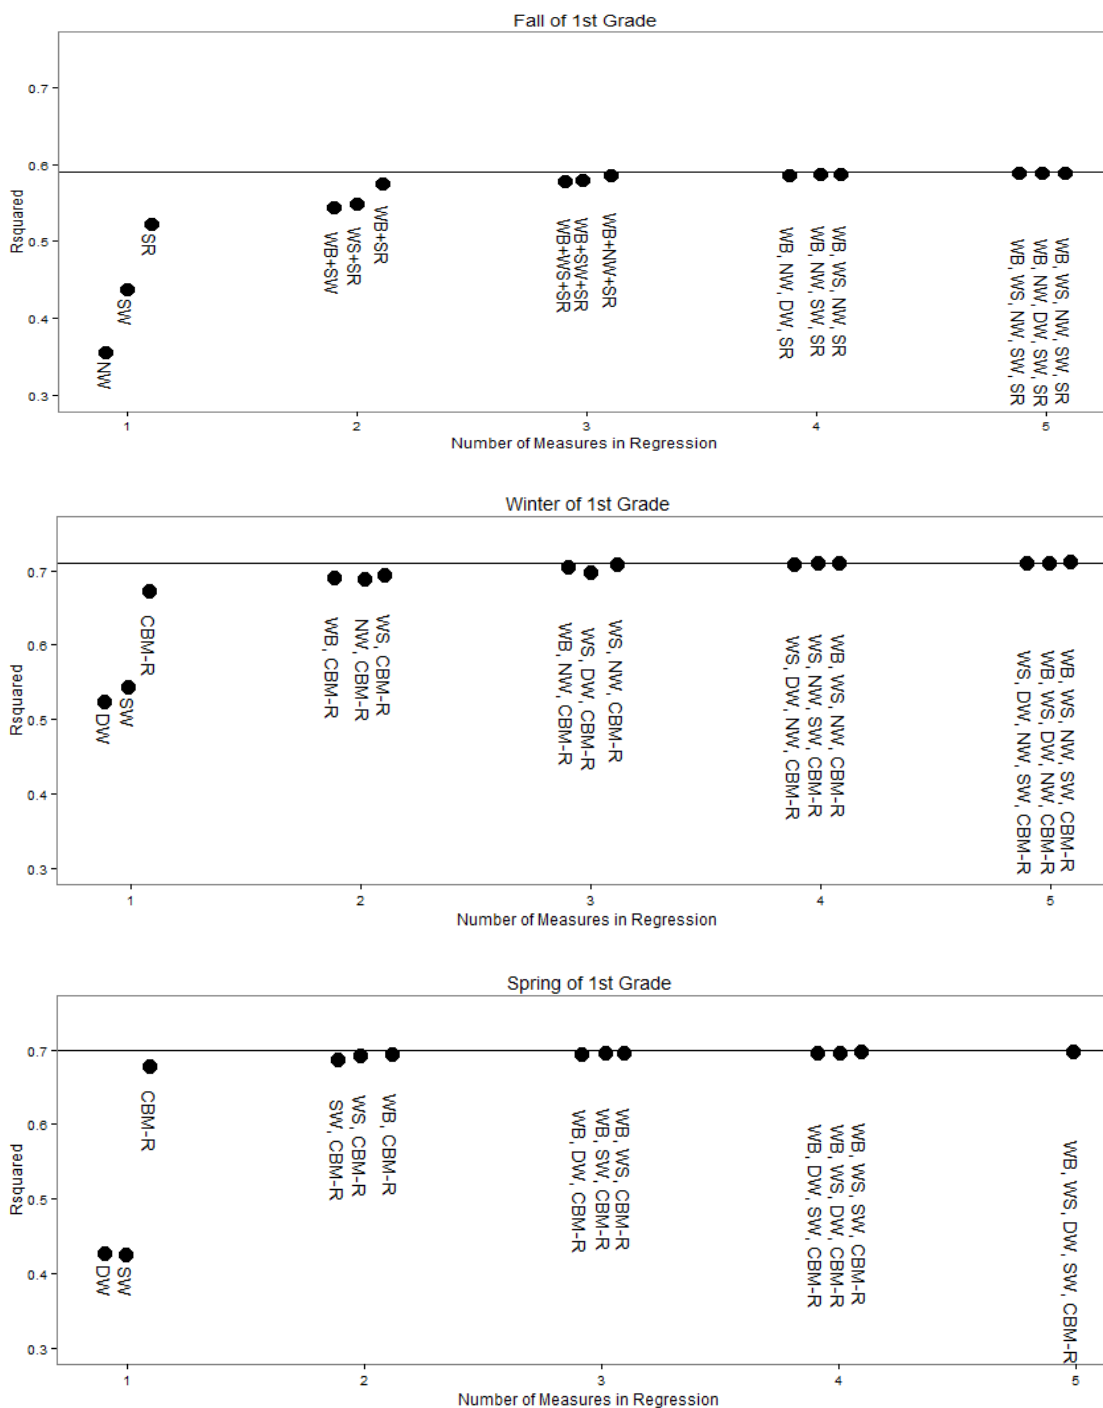 Fall of 1st Grade
Rsquared
0.7
0.6
0.5
0.4
0.3
NW
SW
SR
WB+SW
WS+SR
WB+SR
WB+WS+SR
WB+SW+SR
WB+NW+SR
WB, NW, DW, SR
WB, NW, SW, SR
WB, WS, NW, SR
WB, WS, NW, SW, SR
WB, NW, DW, SW, SR
WB, WS, NW, SW, SR
1
2
3
4
5
Number of Measures in Regression
Winter of 1st Grade
Rsquared
0.7
0.6
0.5
0.4
0.3
DW
SW
CBM-R
WB, CBM-R
NW, CBM-R
WS, CBM-R
WB, NW, CBM-R
WS, DW, CBM-R
WS, NW, CBM-R
WS, DW, NW, CBM-R
WS, NW, SW, CBM-R
WB, WS, NW, CBM-R
WS, DW, NW, SW, CBM-R
WB, WS, DW, NW, CBM-R
WB, WS, NW, SW, CBM-R
1
2
3
4
5
Number of Measures in Regression
Spring of 1st Grade
Rsquared
0.7
0.6
0.5
0.4
0.3
DW
SW
CBM-R
SW, CBM-R
WS, CBM-R
WB, CBM-R
WB, DW, CBM-R
WB, SW, CBM-R
WB, WS, CBM-R
WB, DW, SW, CBM-R
WB, WS, DW, CBM-R
WB, WS, SW, CBM-R
WB, WS, DW, SW, CBM-R
1
2
3
4
5
Number of Measures in Regression